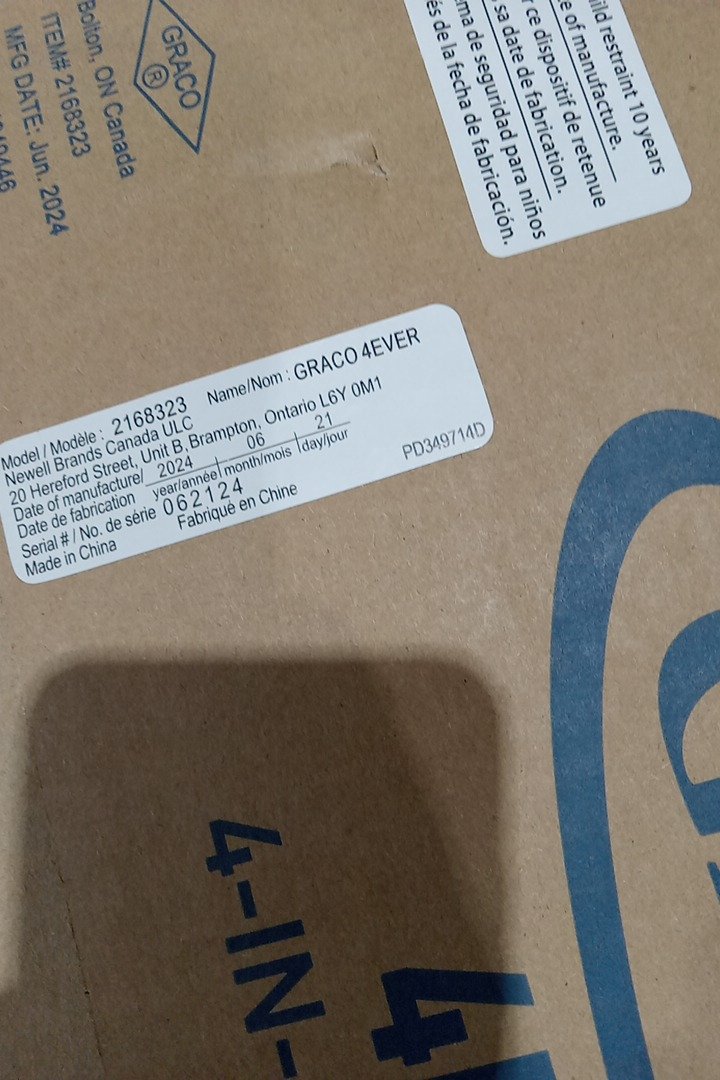 GRACO
®
Bolton, ON Canada
ITEM# 2168323
MFG DATE: Jun. 2024
restraint 10 years
of manufacture.
ce dispositif de retenue
sa date de fabrication.
de seguridad para niños
de la fecha de fabricación.
Model / Modèle : 2168323 Name/Nom : GRACO 4EVER
Newell Brands Canada ULC
20 Hereford Street, Unit B, Brampton, Ontario L6Y 0M1
Date of manufacture/ 2024 06 21
Date de fabrication year/année month/mois day/jour
Serial # / No. de série 062124 PD349714D
Made in China Fabriqué en Chine
-NI-4
4